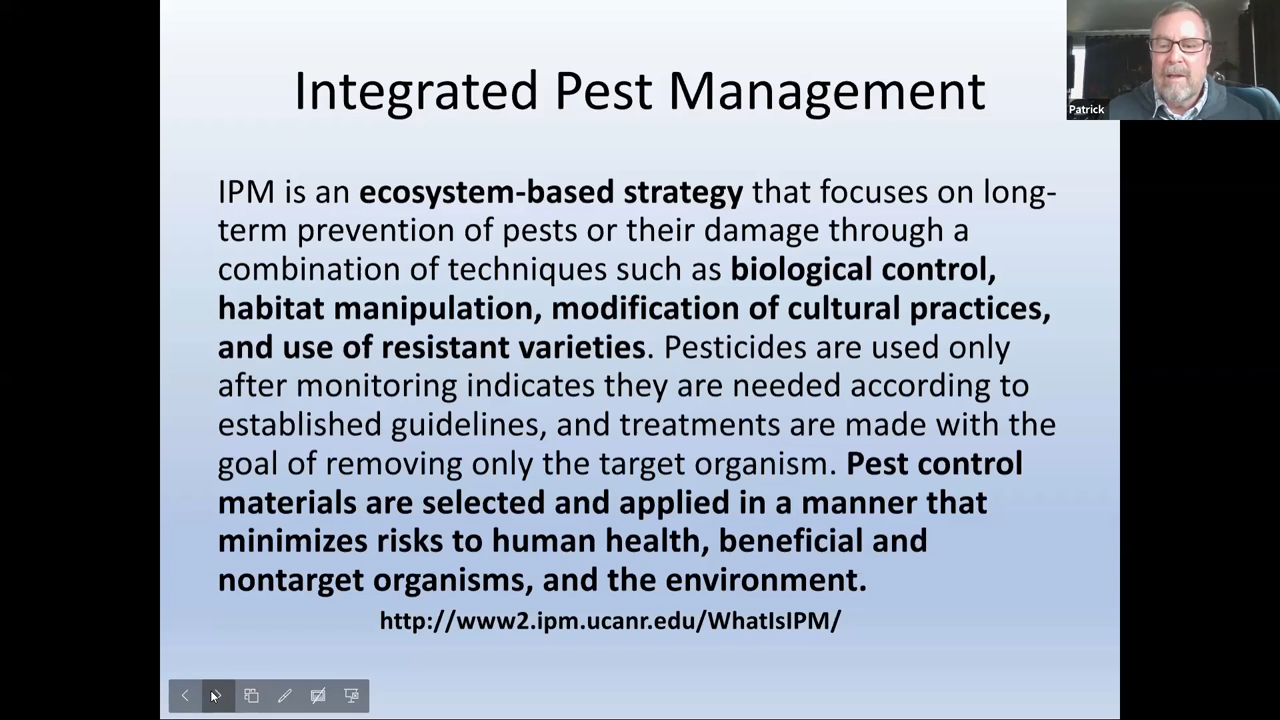 Integrated Pest Management
Patrick
IPM is an ecosystem-based strategy that focuses on long-
term prevention of pests or their damage through a
combination of techniques such as biological control,
habitat manipulation, modification of cultural practices,
and use of resistant varieties. Pesticides are used only
after monitoring indicates they are needed according to
established guidelines, and treatments are made with the
goal of removing only the target organism. Pest control
materials are selected and applied in a manner that
minimizes risks to human health, beneficial and
nontarget organisms, and the environment.
http://www2.ipm.ucanr.edu/WhatIsIPM/